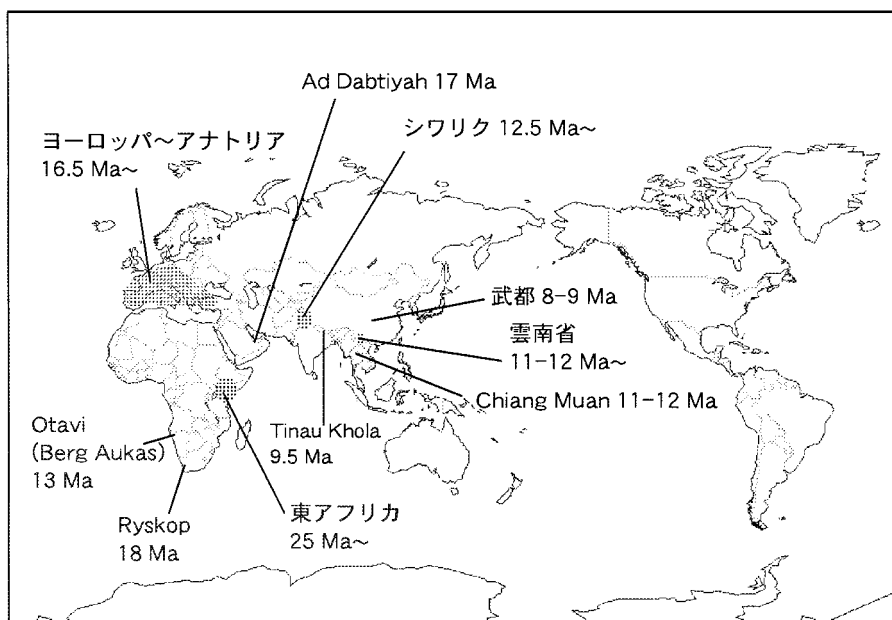 Ad Dabtiyah 17 Ma
シワリク 12.5 Ma~
ヨーロッパ～アナトリア
16.5 Ma~
武都 8-9 Ma
雲南省
11-12 Ma~
Chiang Muan 11-12 Ma
Otavi
(Berg Aukas)
13 Ma
Tinau Khola
9.5 Ma
Ryskop
18 Ma
東アフリカ
25 Ma~